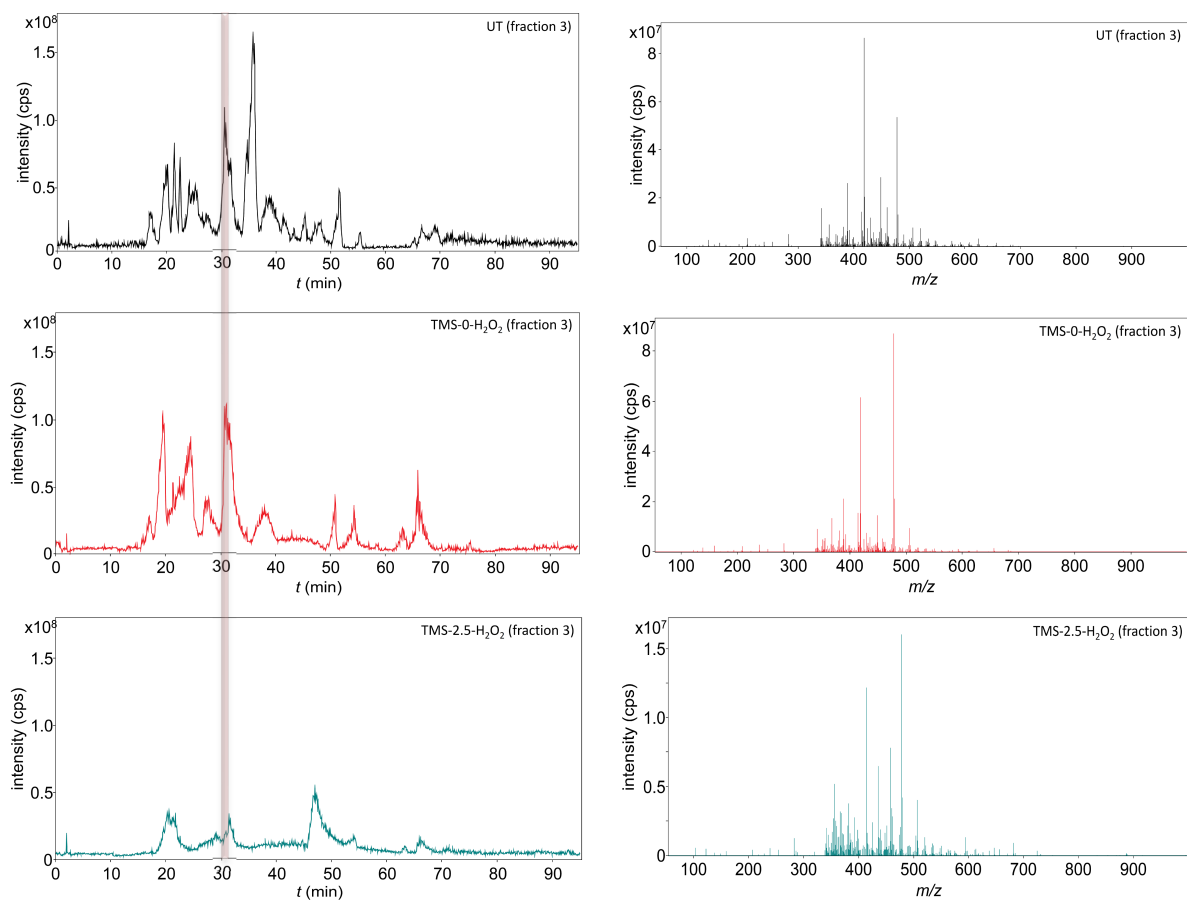 x10⁸
UT (fraction 3)
intensity (cps)
1.5
1.0
0.5
0
0 10 20 30 40 50 60 70 80 90
t (min)
x10⁷
UT (fraction 3)
intensity (cps)
8
6
4
2
0
100 200 300 400 500 600 700 800 900
m/z
x10⁸
TMS-0-H₂O₂ (fraction 3)
intensity (cps)
1.5
1.0
0.5
0
0 10 20 30 40 50 60 70 80 90
t (min)
x10⁷
TMS-0-H₂O₂ (fraction 3)
intensity (cps)
8
6
4
2
0
100 200 300 400 500 600 700 800 900
m/z
x10⁸
TMS-2.5-H₂O₂ (fraction 3)
intensity (cps)
1.5
1.0
0.5
0
0 10 20 30 40 50 60 70 80 90
t (min)
x10⁷
TMS-2.5-H₂O₂ (fraction 3)
intensity (cps)
1.5
1.0
0.5
0
100 200 300 400 500 600 700 800 900
m/z